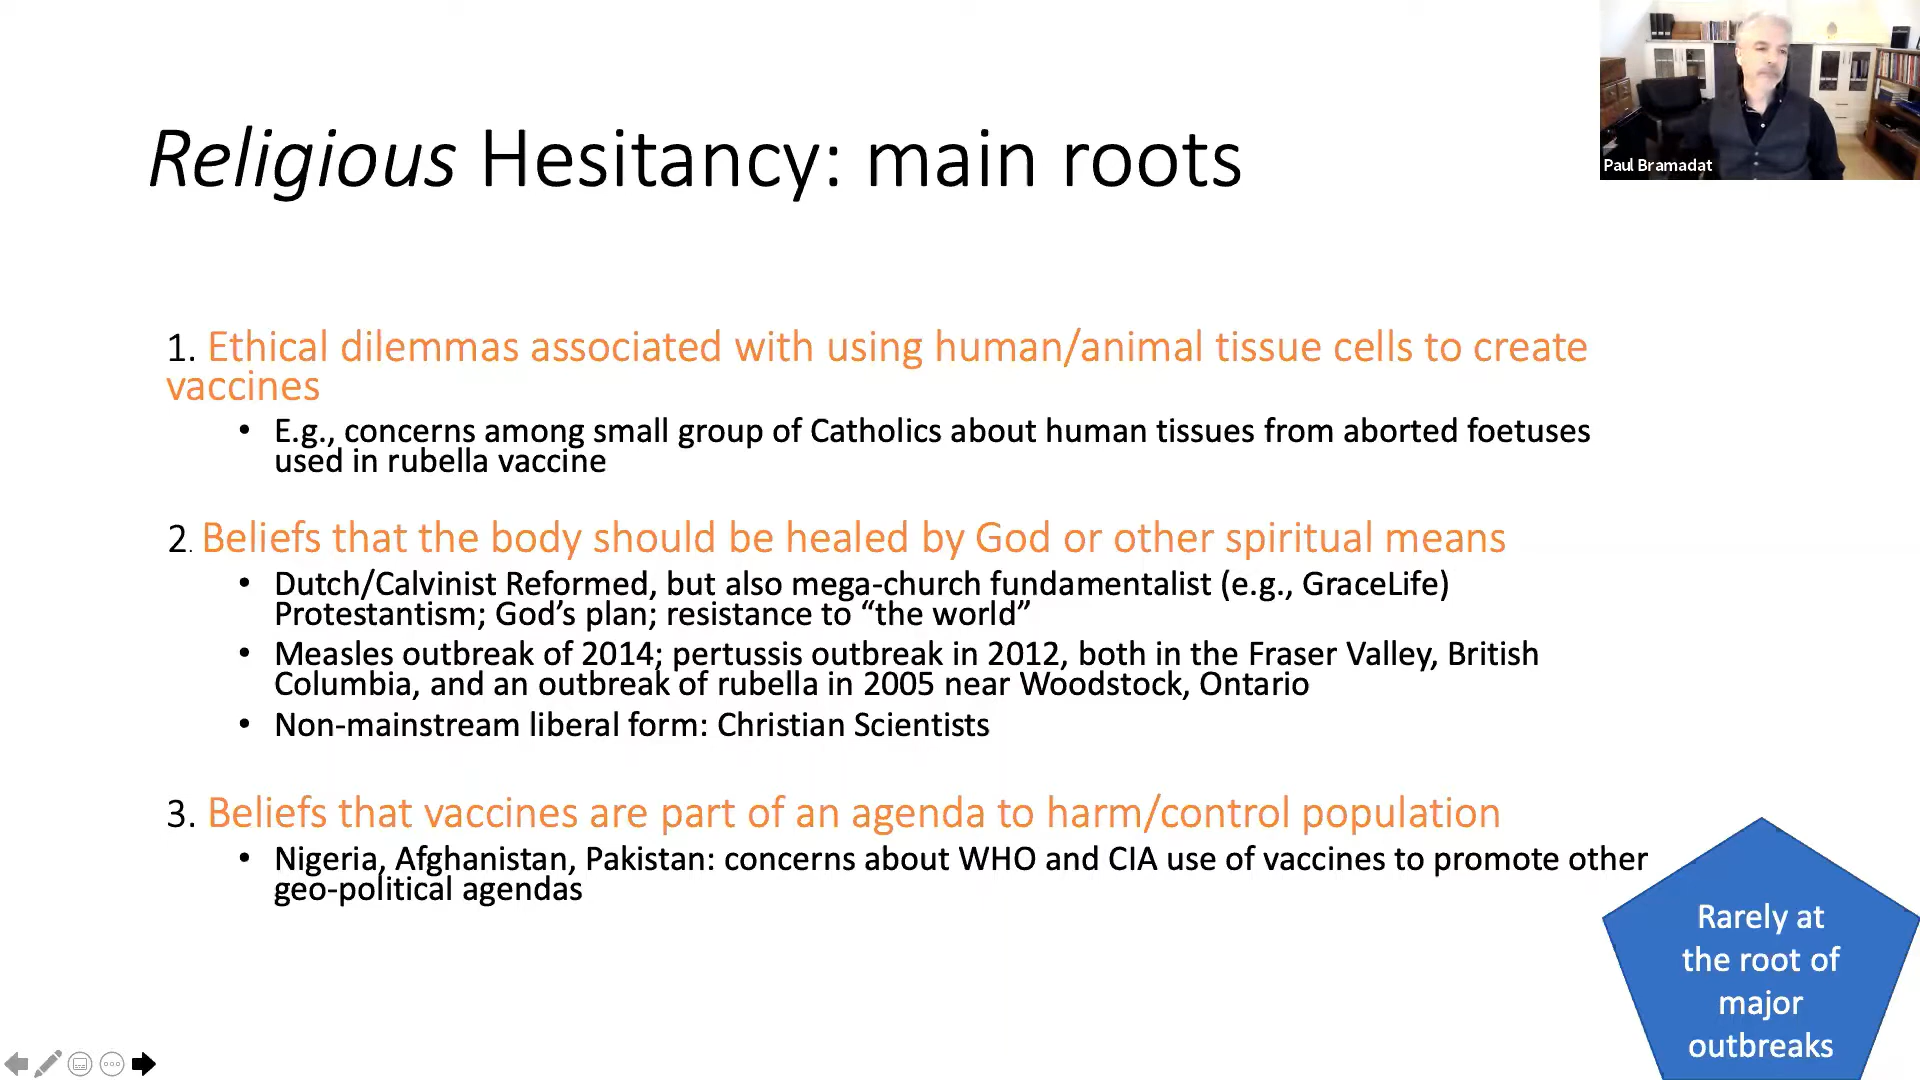 Religious Hesitancy: main roots
Paul Bramadat
1. Ethical dilemmas associated with using human/animal tissue cells to create
vaccines
• E.g., concerns among small group of Catholics about human tissues from aborted foetuses
used in rubella vaccine
2. Beliefs that the body should be healed by God or other spiritual means
• Dutch/Calvinist Reformed, but also mega-church fundamentalist (e.g., GraceLife)
Protestantism; God’s plan; resistance to “the world”
• Measles outbreak of 2014; pertussis outbreak in 2012, both in the Fraser Valley, British
Columbia, and an outbreak of rubella in 2005 near Woodstock, Ontario
• Non-mainstream liberal form: Christian Scientists
3. Beliefs that vaccines are part of an agenda to harm/control population
• Nigeria, Afghanistan, Pakistan: concerns about WHO and CIA use of vaccines to promote other
geo-political agendas
Rarely at
the root of
major
outbreaks